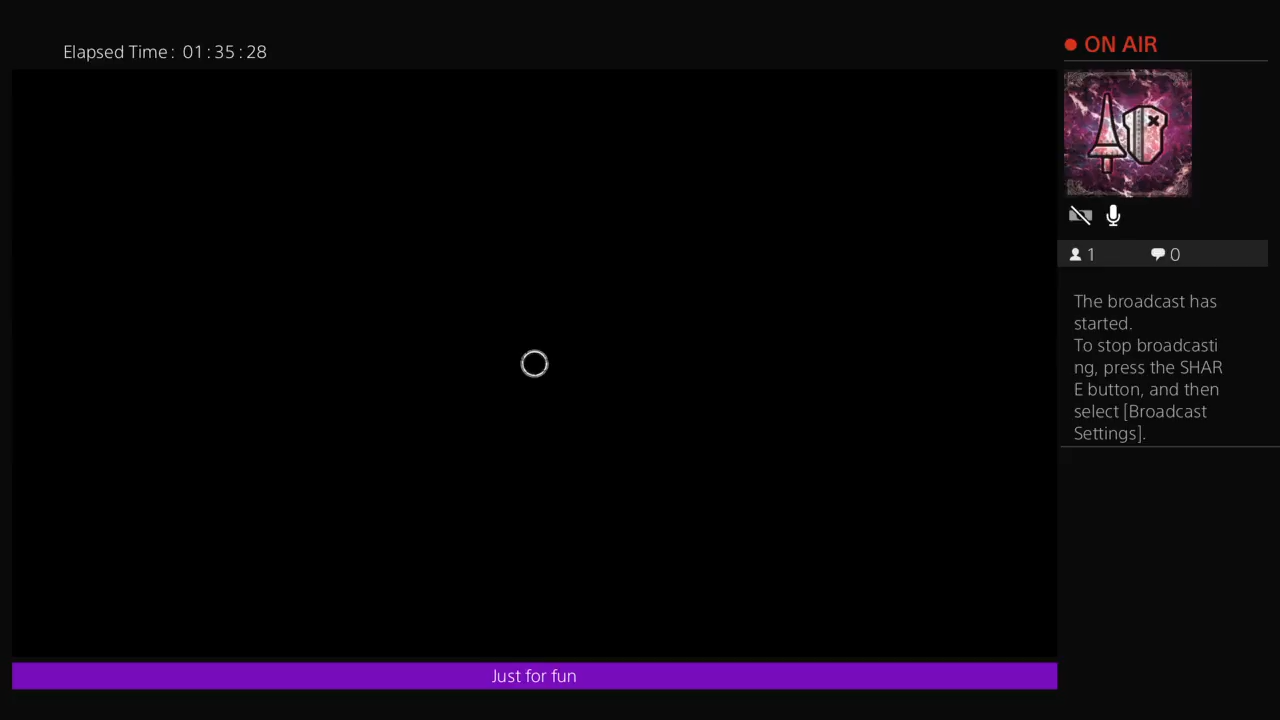 Elapsed Time: 01:35:28
ON AIR
1
0
The broadcast has
started.
To stop broadcasti
ng, press the SHAR
E button, and then
select [Broadcast
Settings].
Just for fun